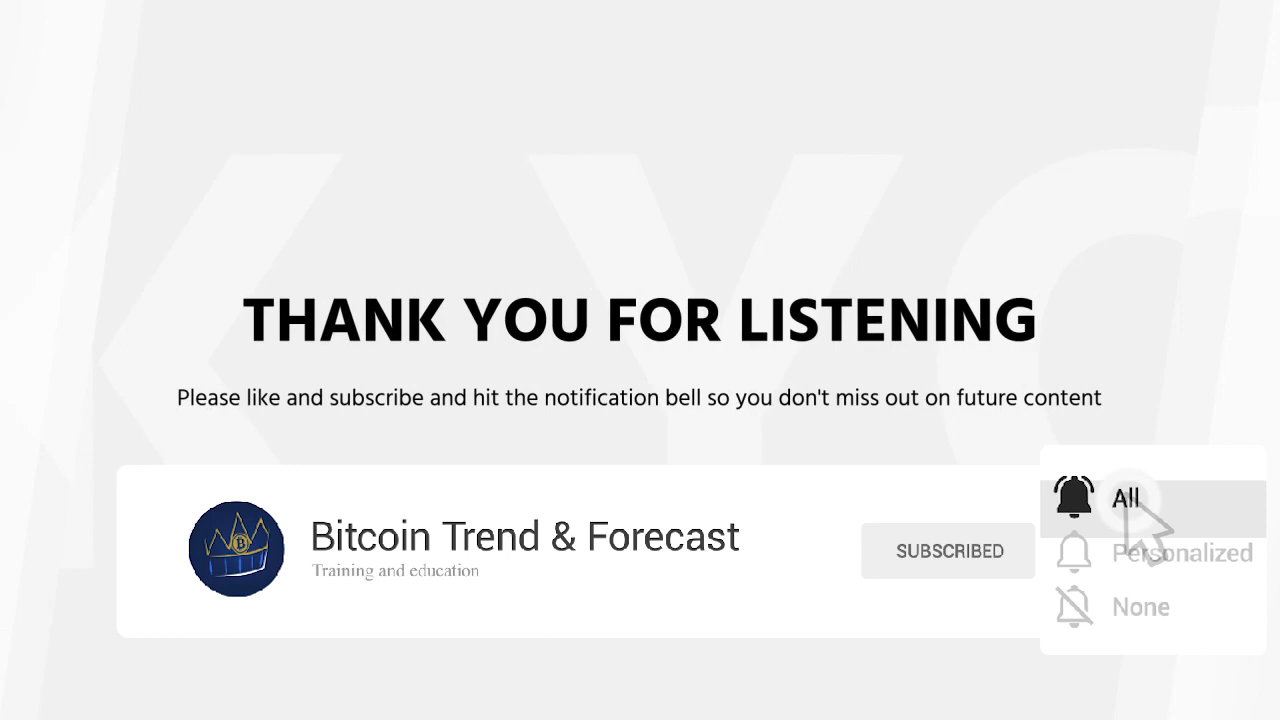 THANK YOU FOR LISTENING
Please like and subscribe and hit the notification bell so you don't miss out on future content
Bitcoin Trend & Forecast
Training and education
SUBSCRIBED
All
Personalized
None